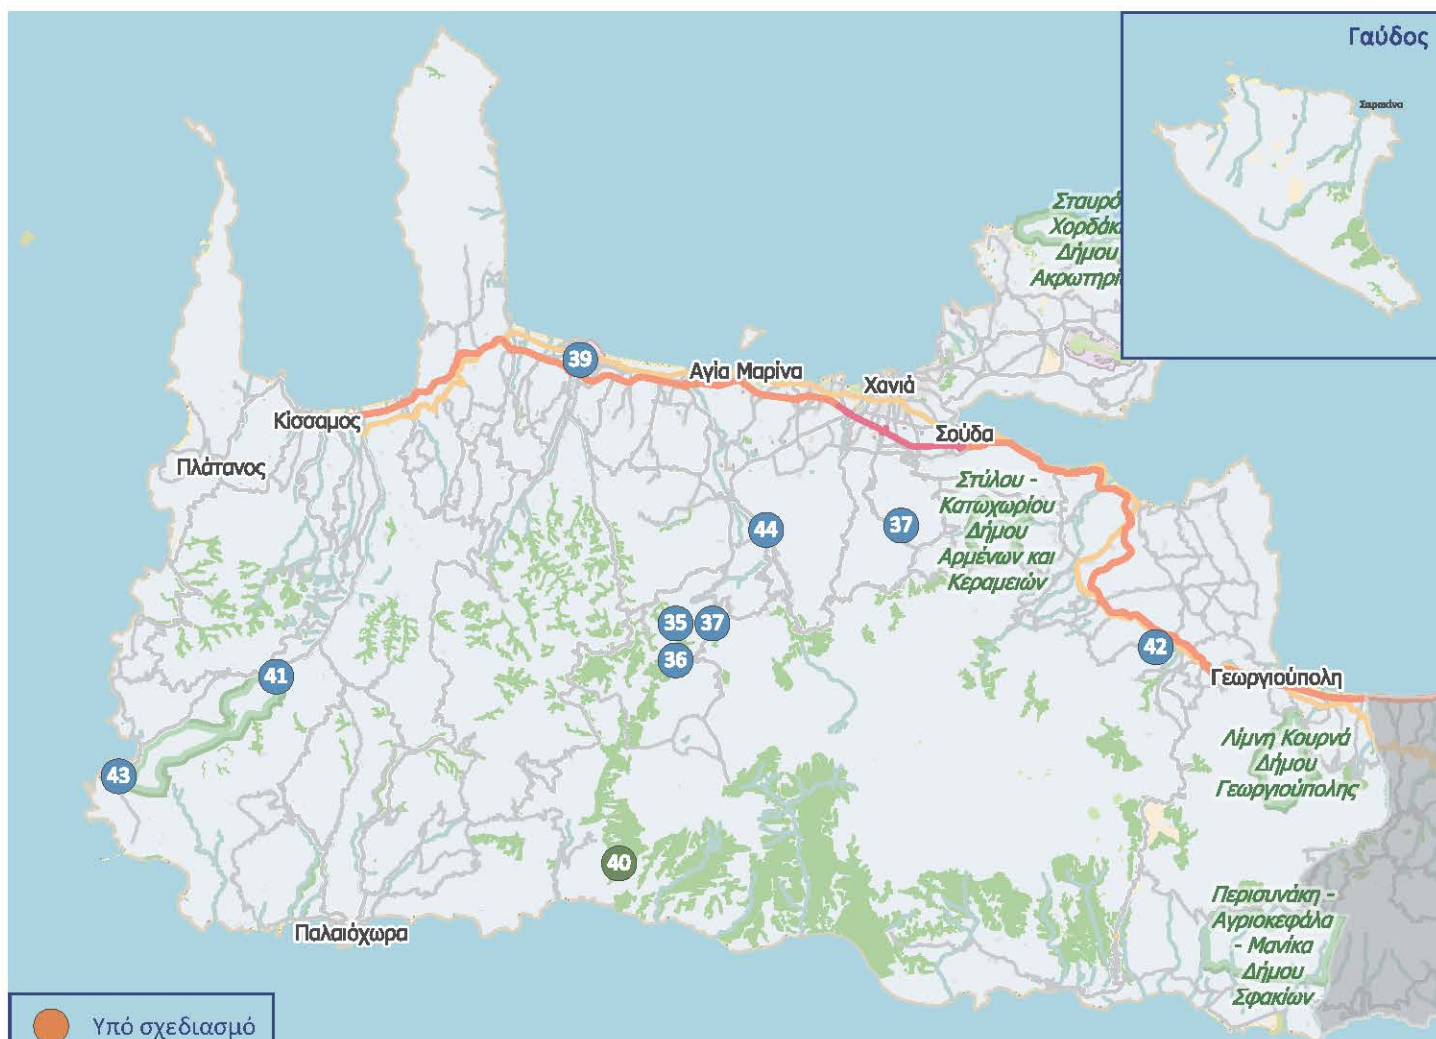 Γαύδος
Σαρακίνα
Σταυρό
Χορδάκ
Δήμου
Ακρωτηρί
39
Αγία Μαρίνα
Χανιά
Κίσσαμος
Σούδα
Πλάτανος
Στύλου -
Κατωχωρίου
Δήμου
Αρμένων και
Κεραμειών
44
37
35
37
36
42
41
Γεωργιούπολη
43
Λίμνη Κουρνά
Δήμου
Γεωργιούπολης
40
Περισυνάκη -
Αγριοκεφάλα
- Μανίκα
Δήμου
Σφακίων
Παλαιόχωρα
Υπό σχεδιασμό